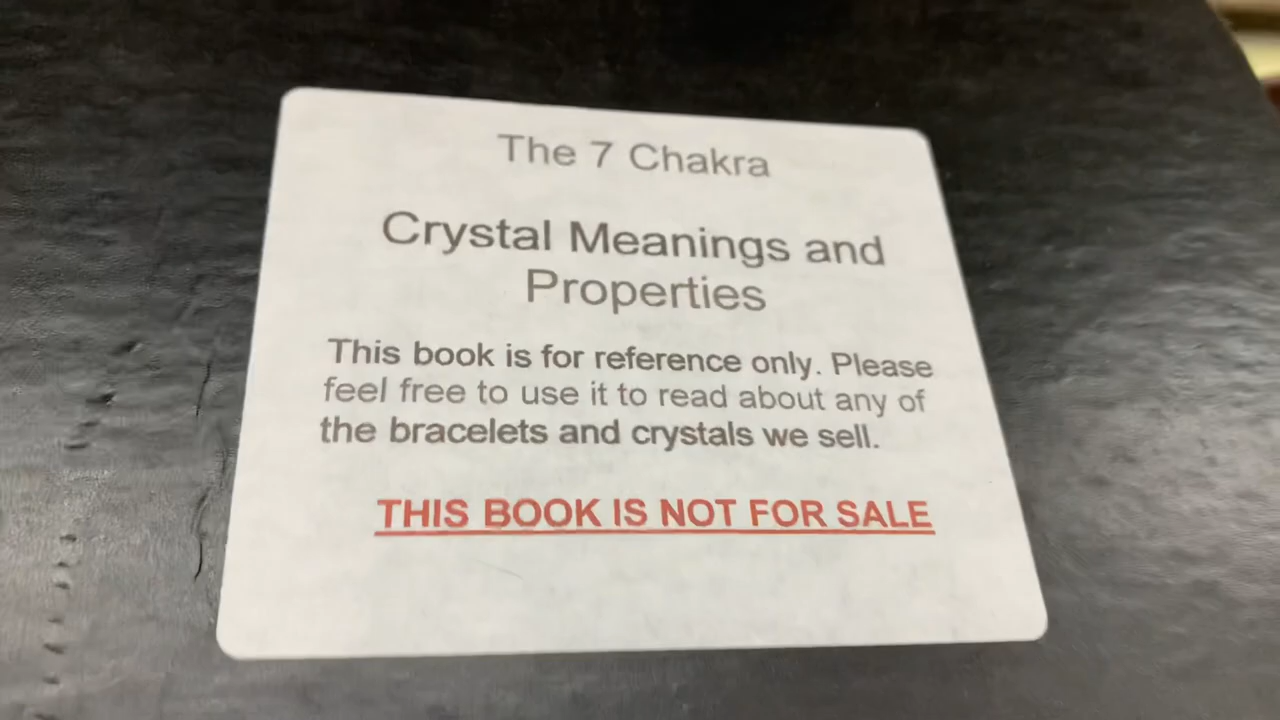 The 7 Chakra
Crystal Meanings and
Properties
This book is for reference only. Please
feel free to use it to read about any of
the bracelets and crystals we sell.
THIS BOOK IS NOT FOR SALE